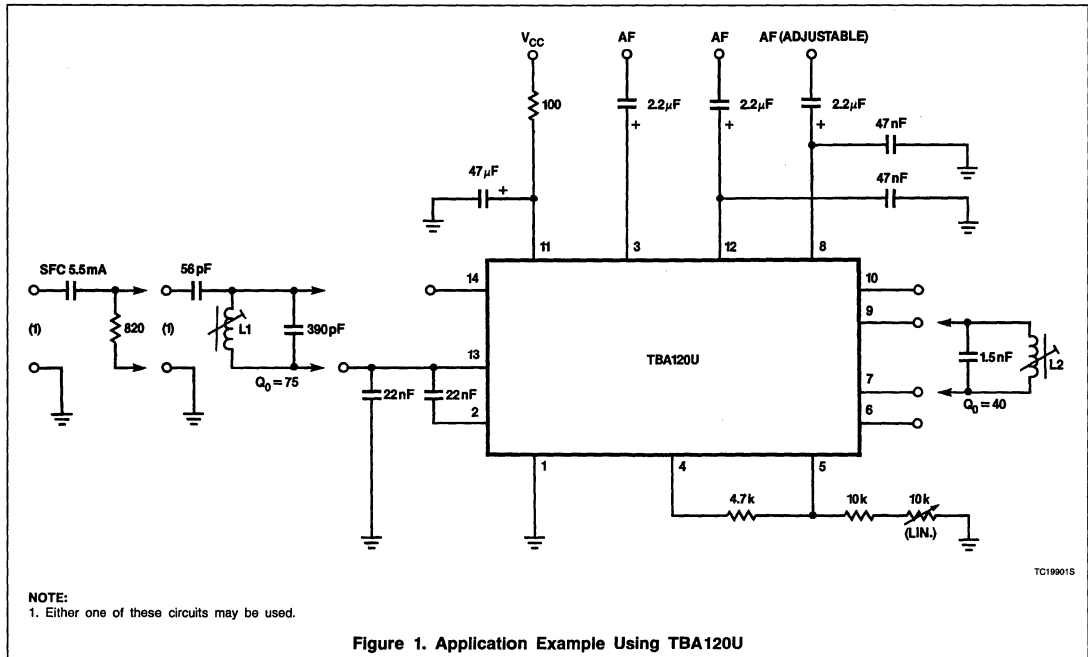 V_CC AF AF AF (ADJUSTABLE)
100 2.2μF 2.2μF 2.2μF
+ + +
47nF
47μF
+
47nF
11 3 12 8
SFC 5.5mA 56pF
14 10
(1) 820 (1) L1 390pF
9
TBA120U
1.5nF L2
13
Q_0 = 75
7
Q_0 = 40
22nF 22nF
2 6
1 4 5
4.7k 10k 10k
(LIN.)
TC19901S
NOTE:
1. Either one of these circuits may be used.
Figure 1. Application Example Using TBA120U